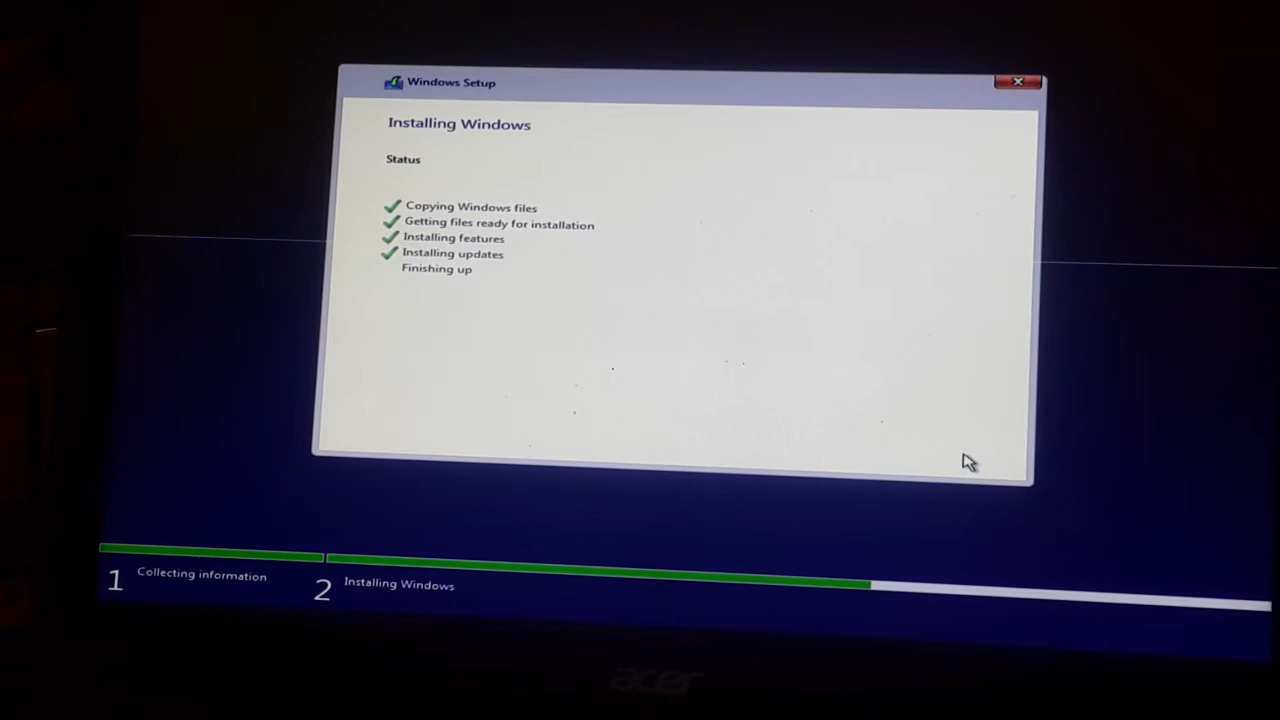 Windows Setup
Installing Windows
Status
Copying Windows files
Getting files ready for installation
Installing features
Installing updates
Finishing up
1 Collecting information
2 Installing Windows
acer